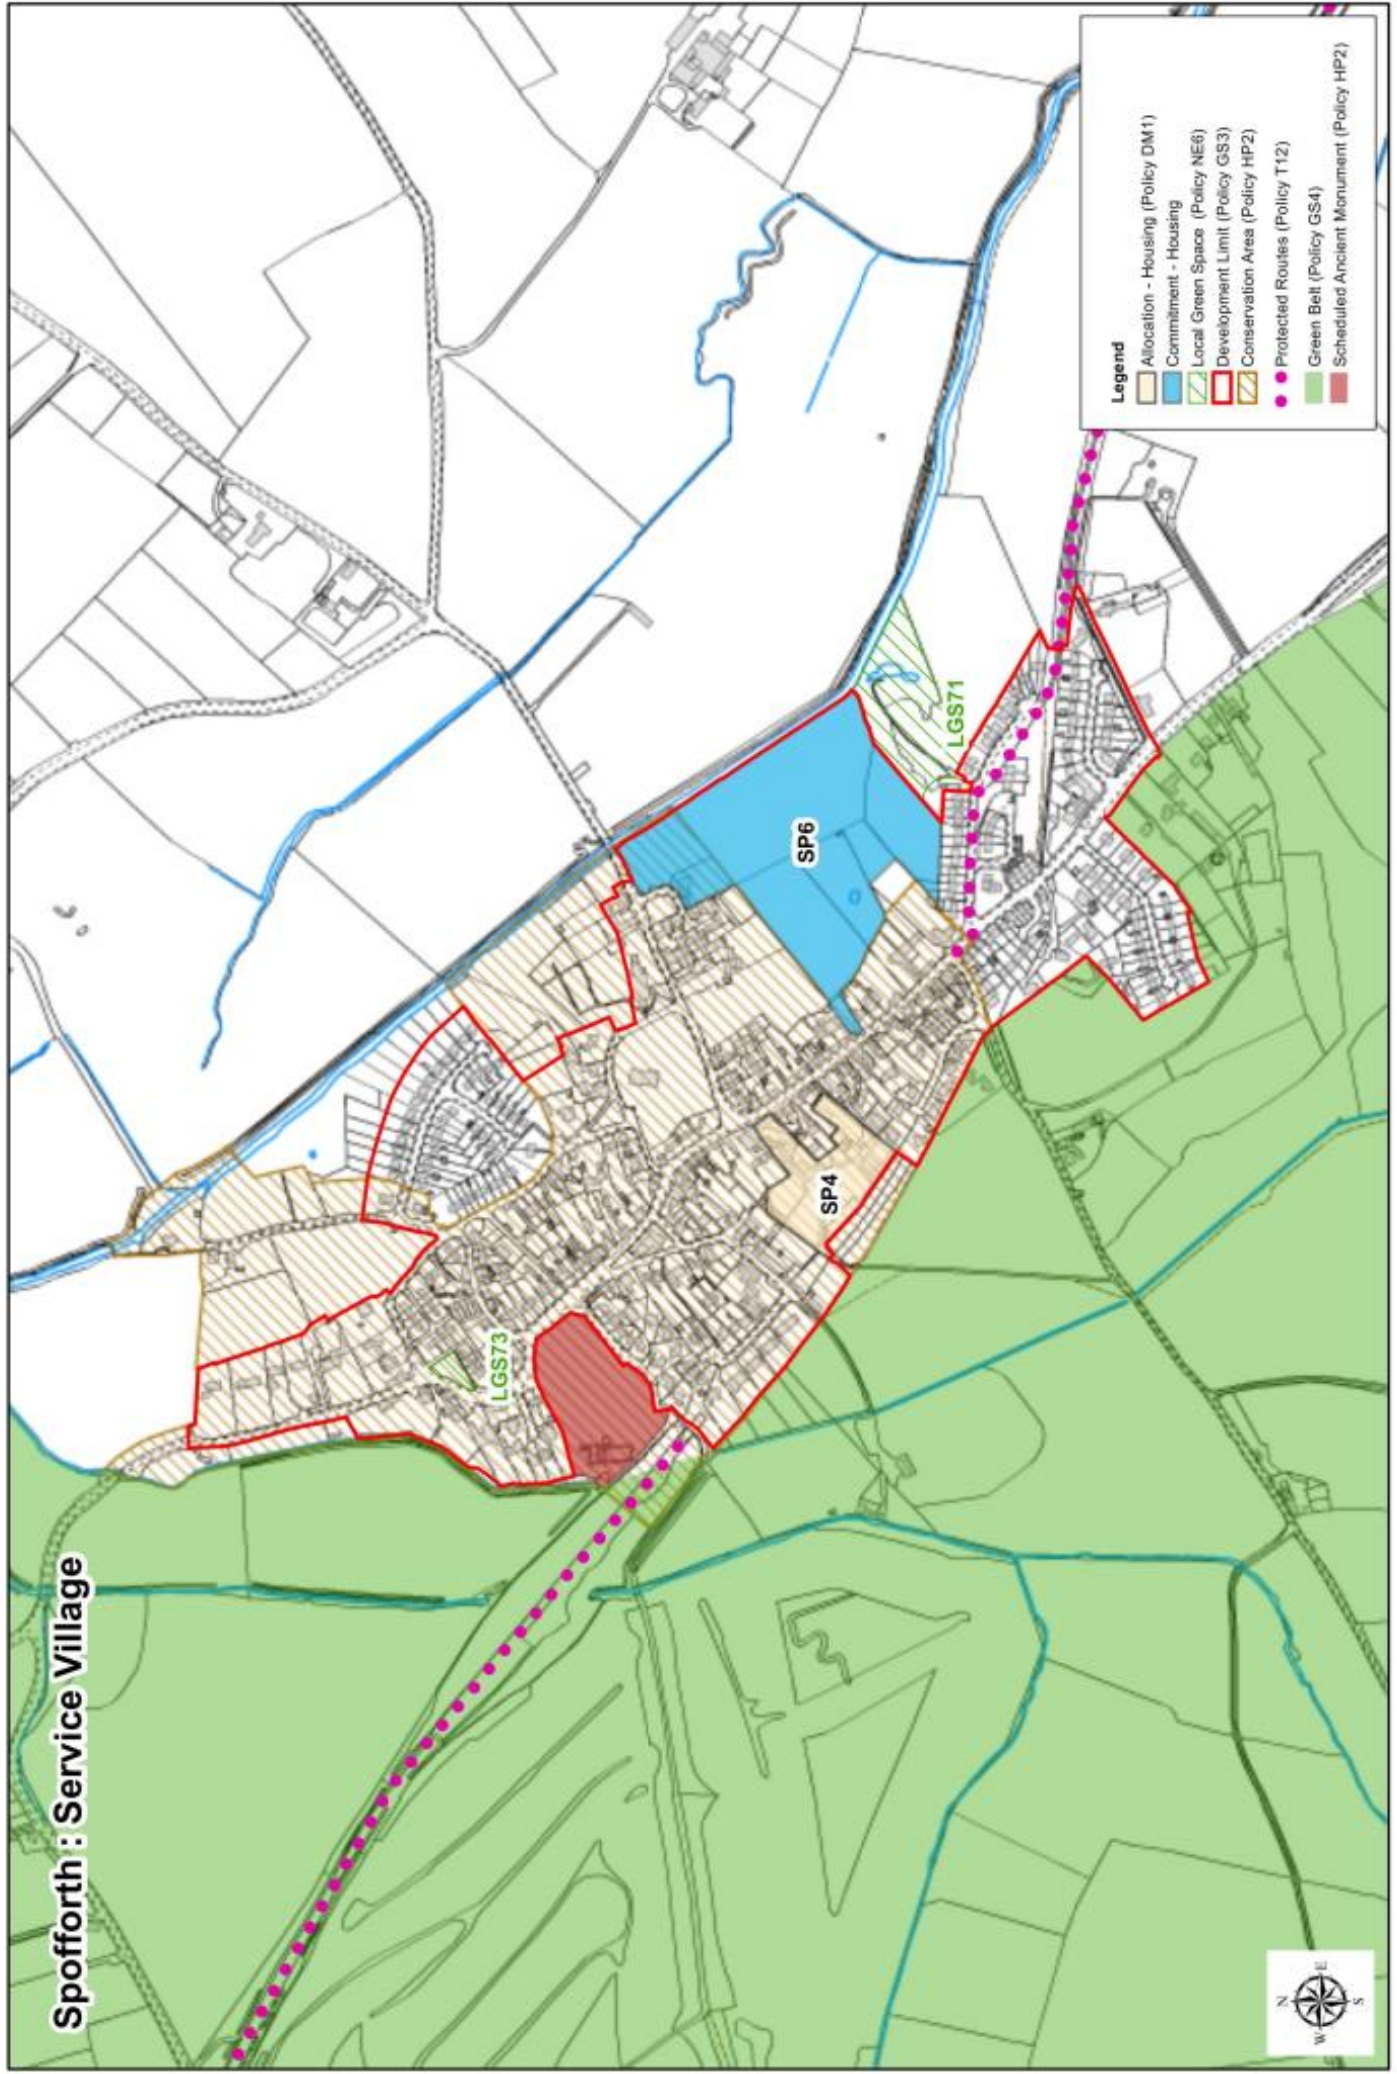 Spofforth : Service Village
LGS73
SP4
SP6
LGS71
Legend
Allocation - Housing (Policy DM1)
Commitment - Housing
Local Green Space (Policy NE6)
Development Limit (Policy GS3)
Conservation Area (Policy HP2)
Protected Routes (Policy T12)
Green Belt (Policy GS4)
Scheduled Ancient Monument (Policy HP2)
N
W
E
S